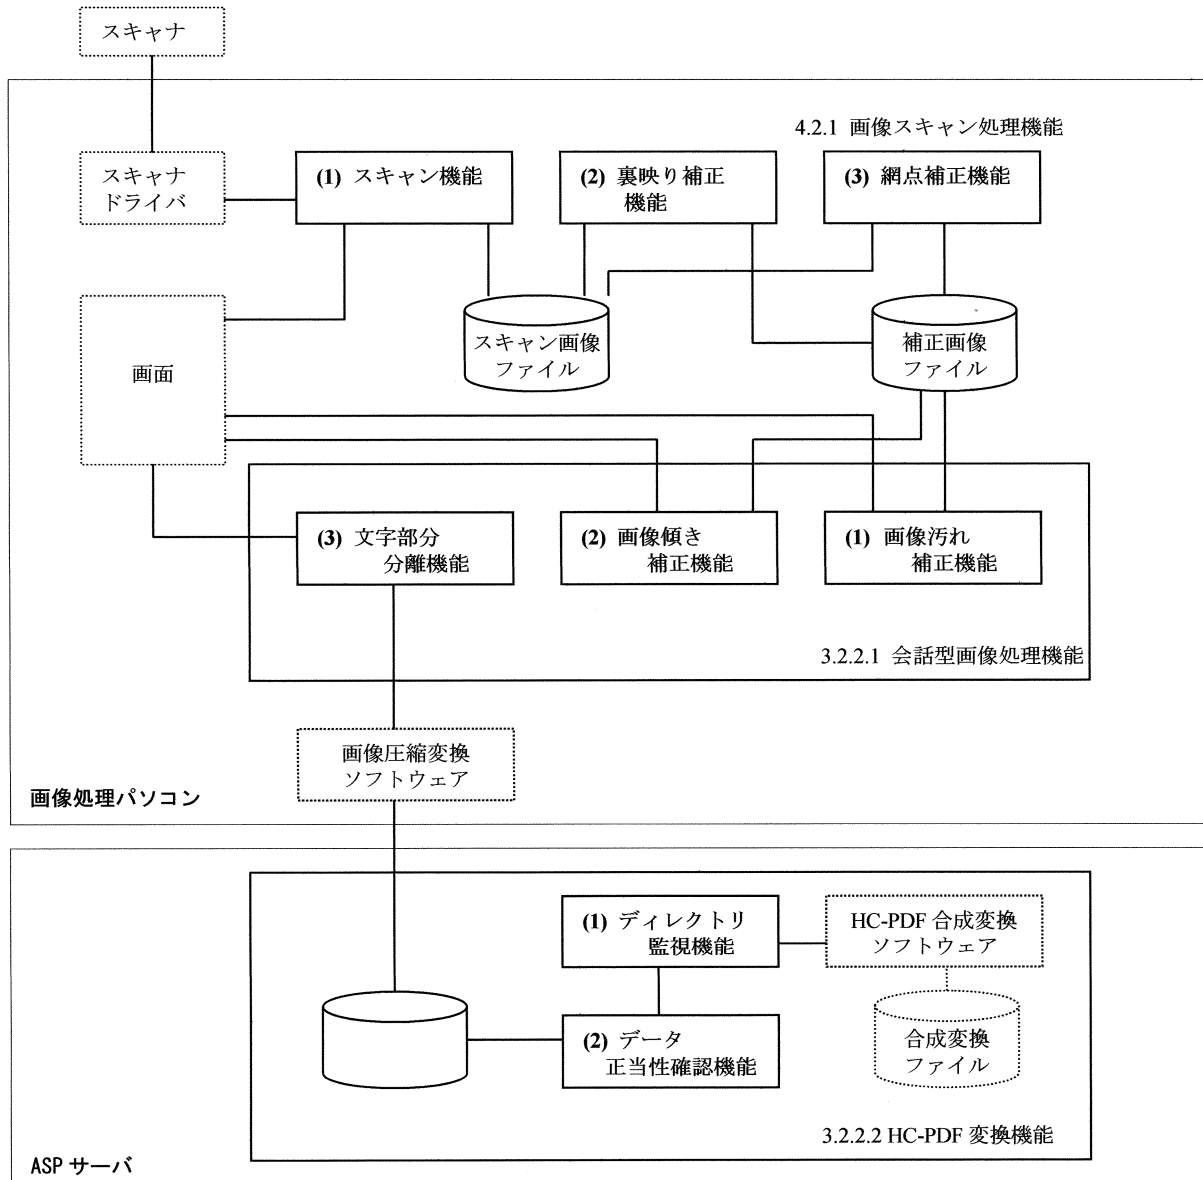 スキャナ
4.2.1 画像スキャン処理機能
スキャナ
ドライバ
(1) スキャン機能
(2) 裏映り補正
機能
(3) 網点補正機能
画面
スキャン画像
ファイル
補正画像
ファイル
(3) 文字部分
分離機能
(2) 画像傾き
補正機能
(1) 画像汚れ
補正機能
3.2.2.1 会話型画像処理機能
画像圧縮変換
ソフトウェア
画像処理パソコン
(1) ディレクトリ
監視機能
HC-PDF 合成変換
ソフトウェア
(2) データ
正当性確認機能
合成変換
ファイル
3.2.2.2 HC-PDF 変換機能
ASP サーバ